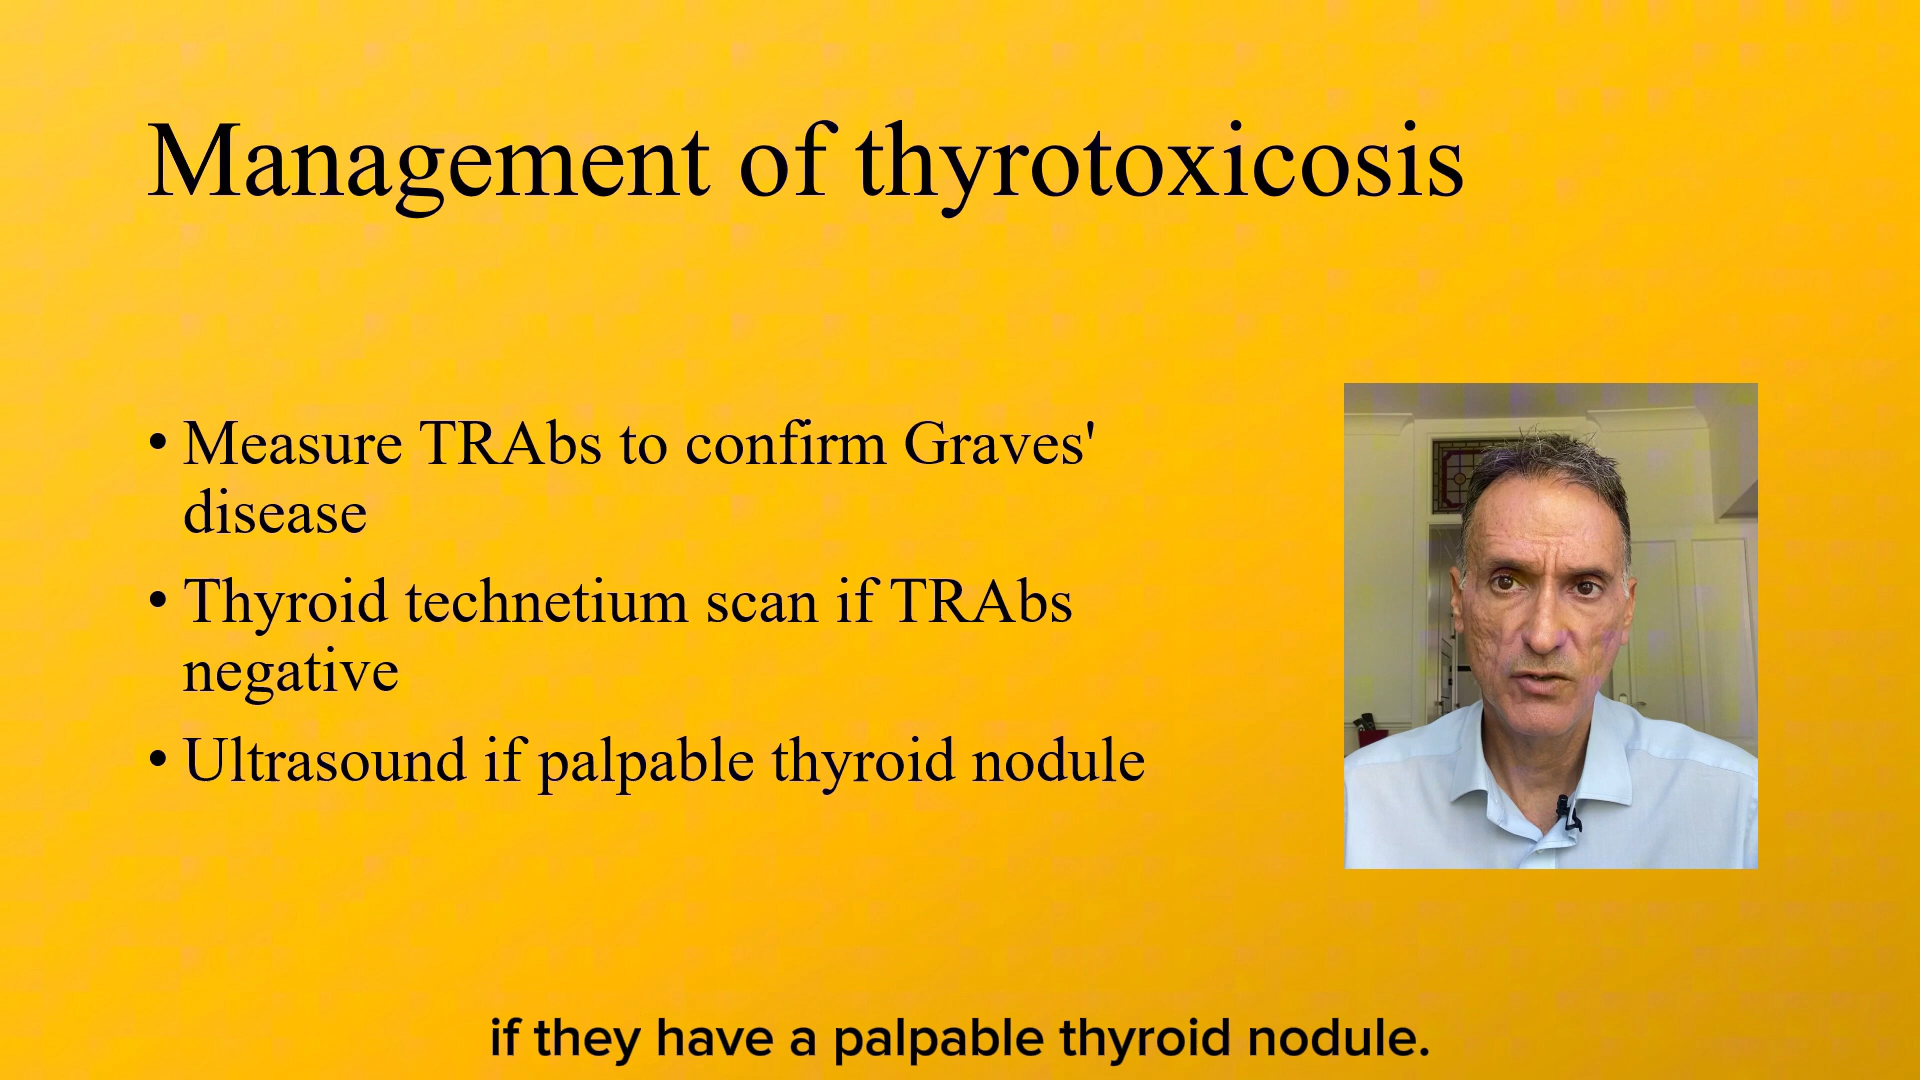 Management of thyrotoxicosis
• Measure TRAbs to confirm Graves'
disease
• Thyroid technetium scan if TRAbs
negative
• Ultrasound if palpable thyroid nodule
if they have a palpable thyroid nodule.